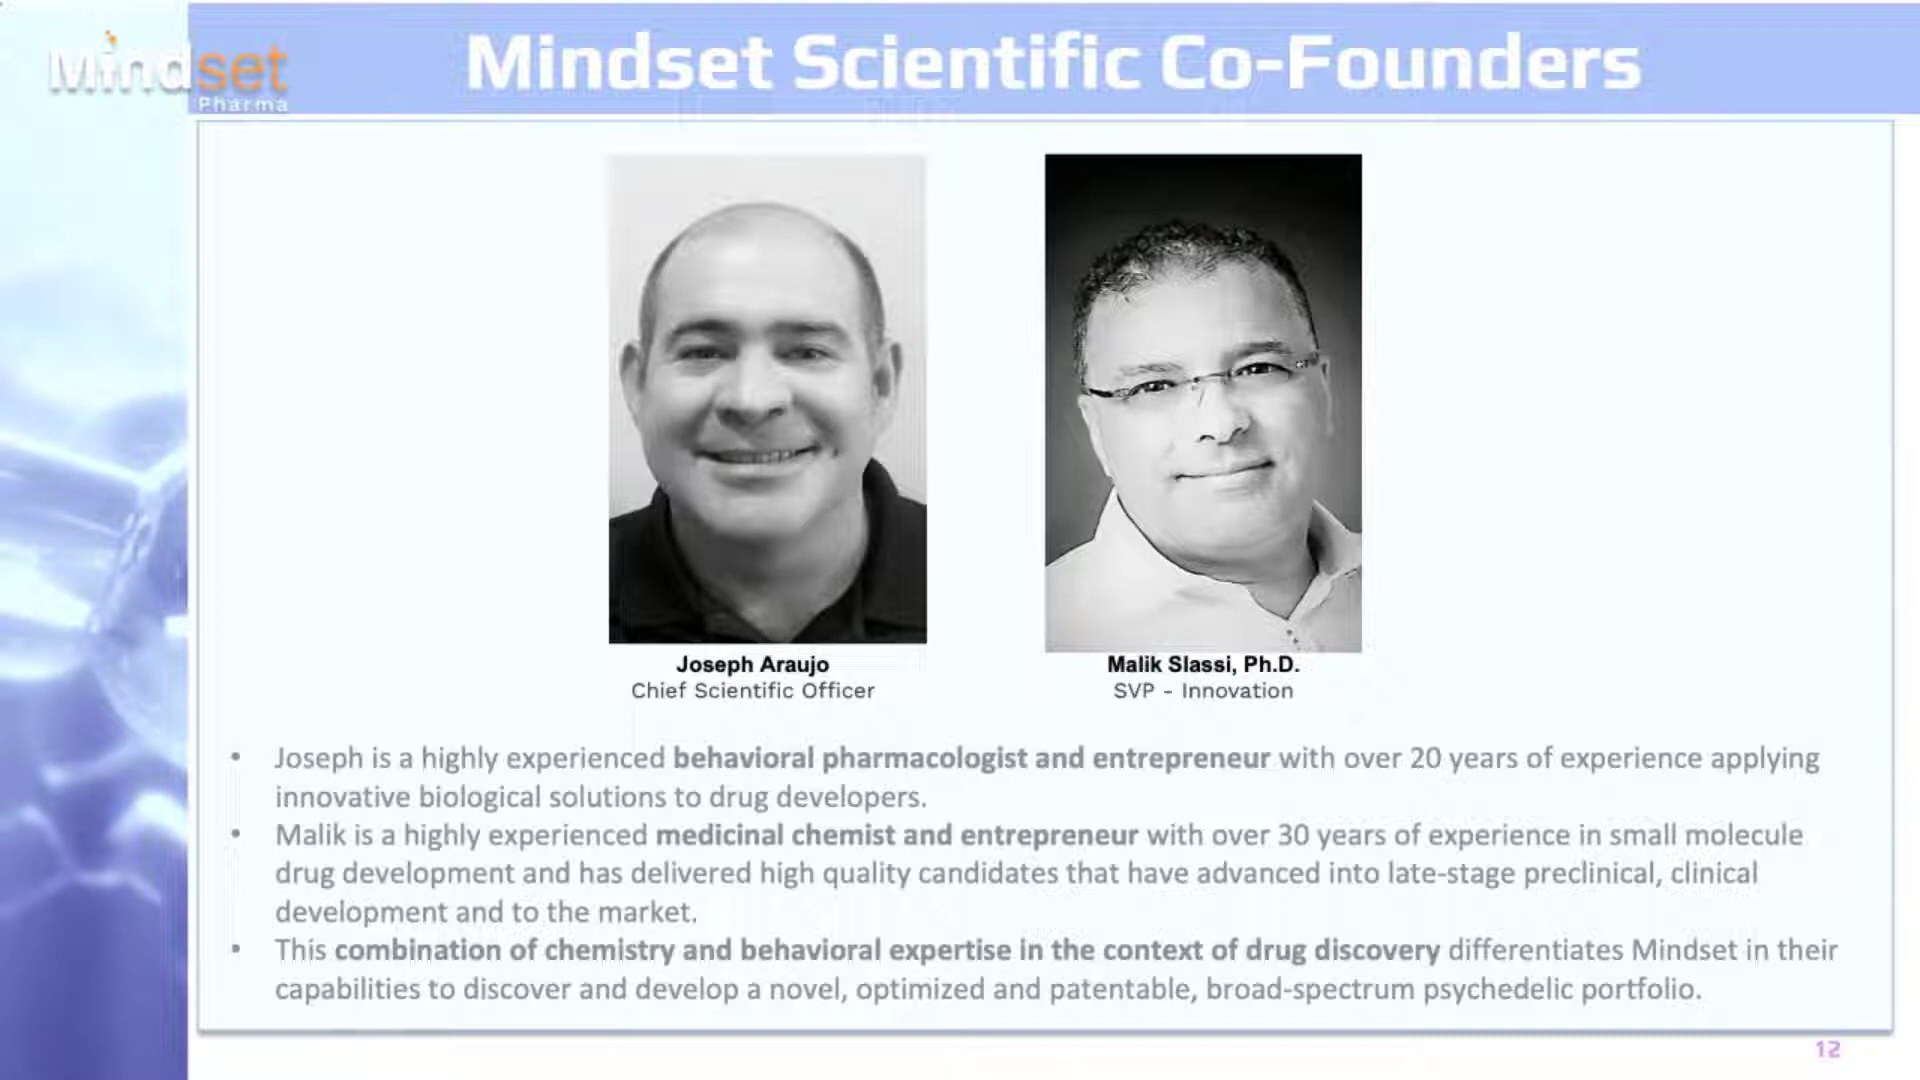 Mindset
Pharma
Mindset Scientific Co-Founders
Joseph Araujo
Chief Scientific Officer
Malik Slassi, Ph.D.
SVP - Innovation
• Joseph is a highly experienced behavioral pharmacologist and entrepreneur with over 20 years of experience applying
innovative biological solutions to drug developers.
• Malik is a highly experienced medicinal chemist and entrepreneur with over 30 years of experience in small molecule
drug development and has delivered high quality candidates that have advanced into late-stage preclinical, clinical
development and to the market.
• This combination of chemistry and behavioral expertise in the context of drug discovery differentiates Mindset in their
capabilities to discover and develop a novel, optimized and patentable, broad-spectrum psychedelic portfolio.
12